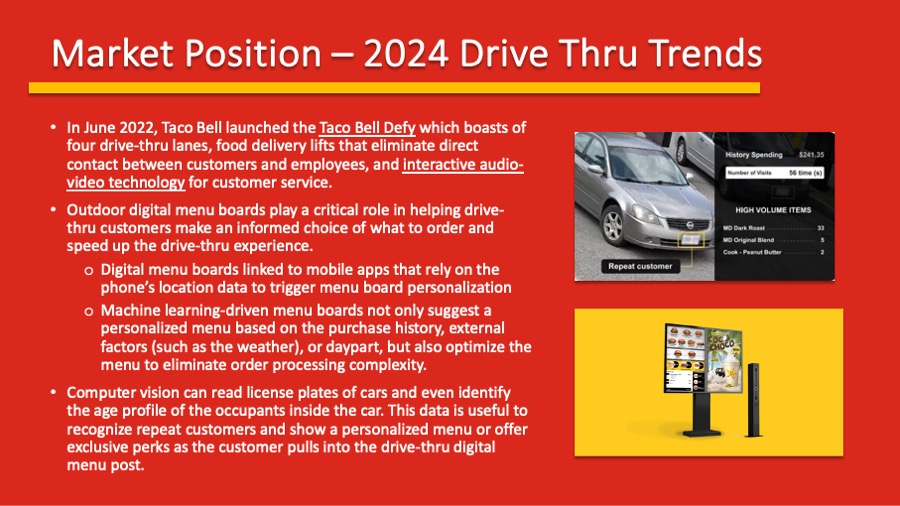 Market Position – 2024 Drive Thru Trends
• In June 2022, Taco Bell launched the Taco Bell Defy which boasts of
four drive-thru lanes, food delivery lifts that eliminate direct
contact between customers and employees, and interactive audio-
video technology for customer service.
• Outdoor digital menu boards play a critical role in helping drive-
thru customers make an informed choice of what to order and
speed up the drive-thru experience.
o Digital menu boards linked to mobile apps that rely on the
phone's location data to trigger menu board personalization
o Machine learning-driven menu boards not only suggest a
personalized menu based on the purchase history, external
factors (such as the weather), or daypart, but also optimize the
menu to eliminate order processing complexity.
• Computer vision can read license plates of cars and even identify
the age profile of the occupants inside the car. This data is useful to
recognize repeat customers and show a personalized menu or offer
exclusive perks as the customer pulls into the drive-thru digital
menu post.
History Spending $241.35
Number of Visits 56 time (s)
HIGH VOLUME ITEMS
MD Dark Roast 33
MD Original Blend 5
Cook - Peanut Butter 2
Repeat customer
CHOCO